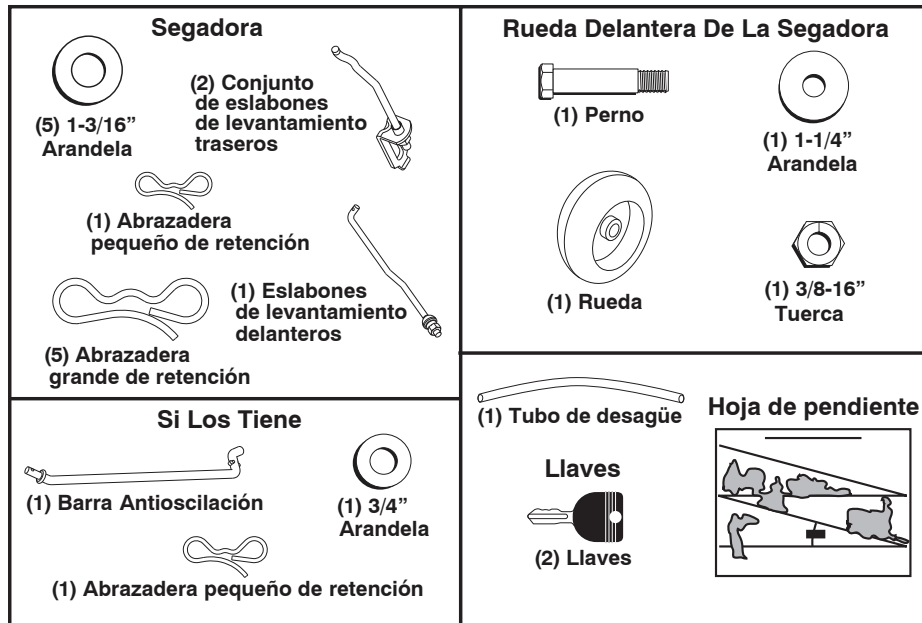 Segadora
(5) 1-3/16”
Arandela
(2) Conjunto
de eslabones
de levantamiento
traseros
(1) Abrazadera
pequeño de retención
(1) Eslabones
de levantamiento
delanteros
(5) Abrazadera
grande de retención
Rueda Delantera De La Segadora
(1) Perno
(1) 1-1/4”
Arandela
(1) Rueda
(1) 3/8-16”
Tuerca
Si Los Tiene
(1) Barra Antioscilación
(1) 3/4”
Arandela
(1) Abrazadera pequeño de retención
(1) Tubo de desagüe
Llaves
(2) Llaves
Hoja de pendiente